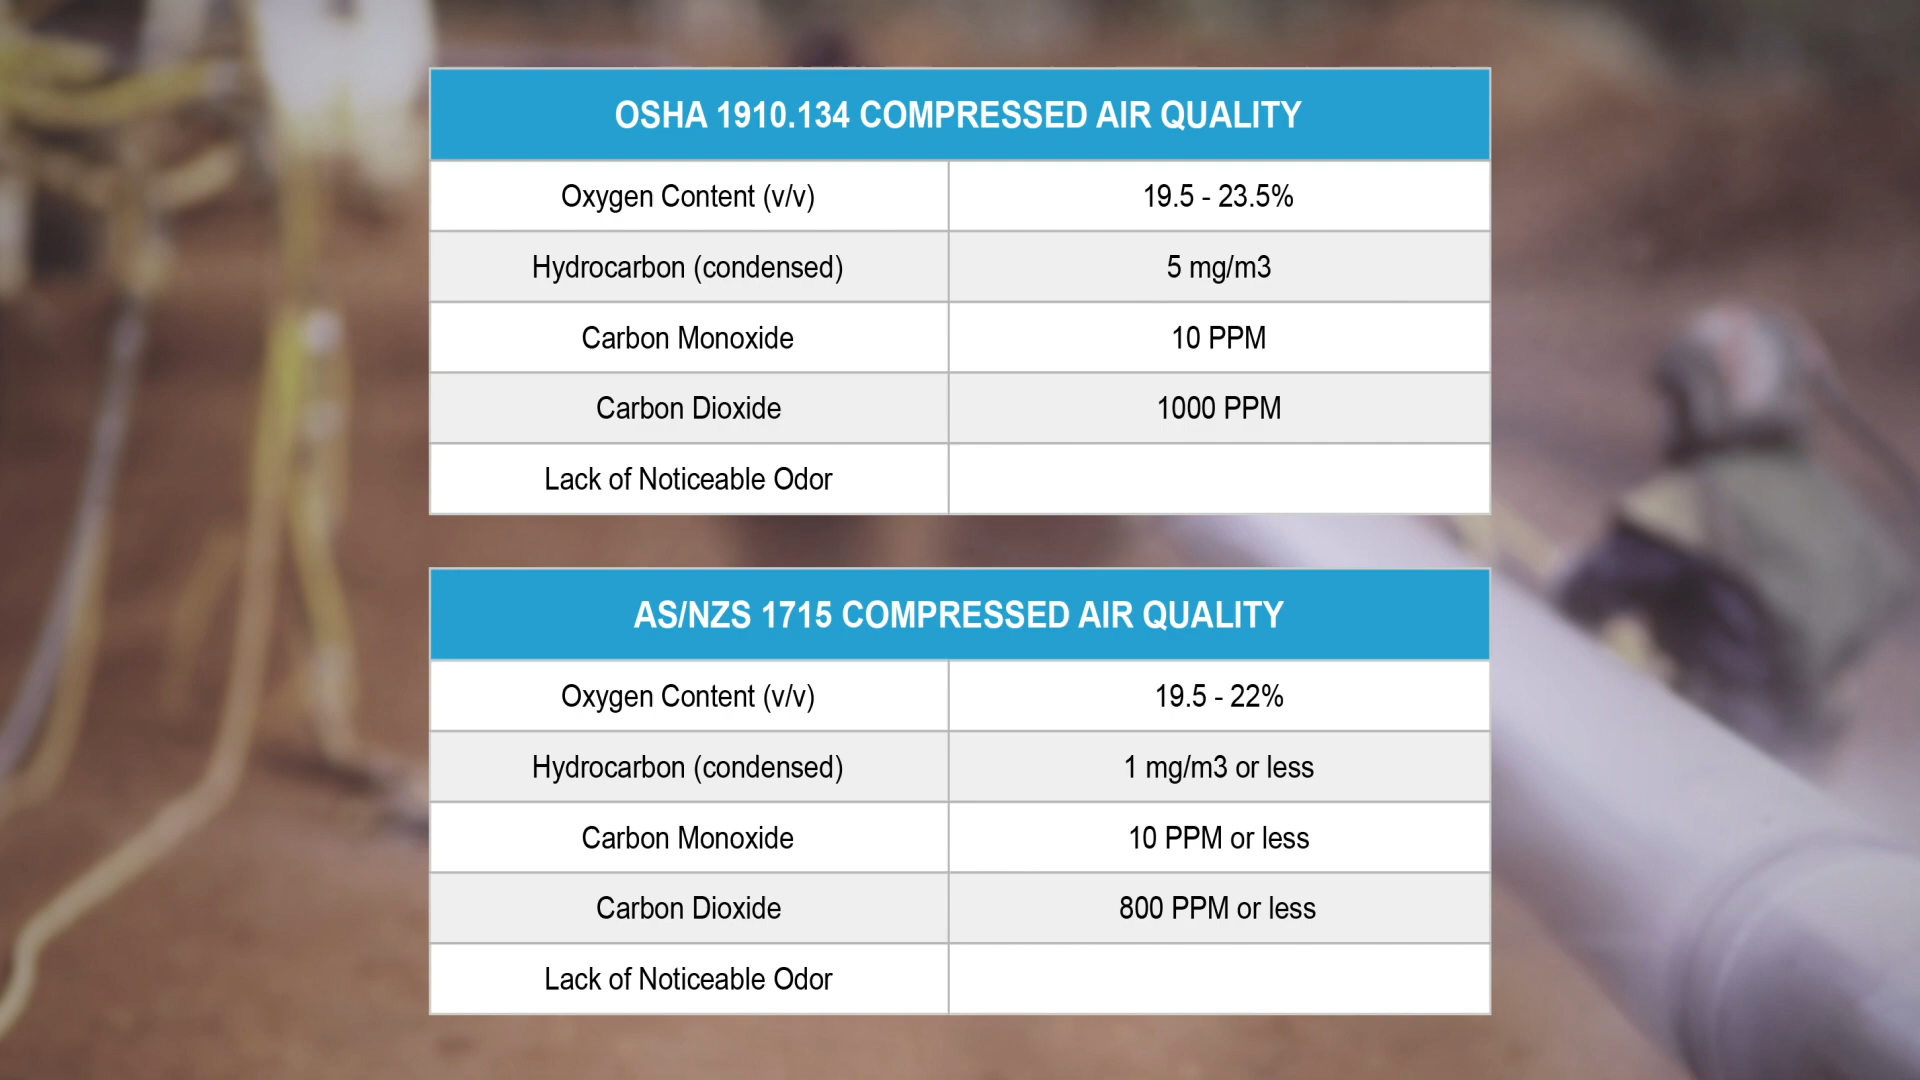 OSHA 1910.134 COMPRESSED AIR QUALITY
Oxygen Content (v/v) 19.5 - 23.5%
Hydrocarbon (condensed) 5 mg/m3
Carbon Monoxide 10 PPM
Carbon Dioxide 1000 PPM
Lack of Noticeable Odor
AS/NZS 1715 COMPRESSED AIR QUALITY
Oxygen Content (v/v) 19.5 - 22%
Hydrocarbon (condensed) 1 mg/m3 or less
Carbon Monoxide 10 PPM or less
Carbon Dioxide 800 PPM or less
Lack of Noticeable Odor